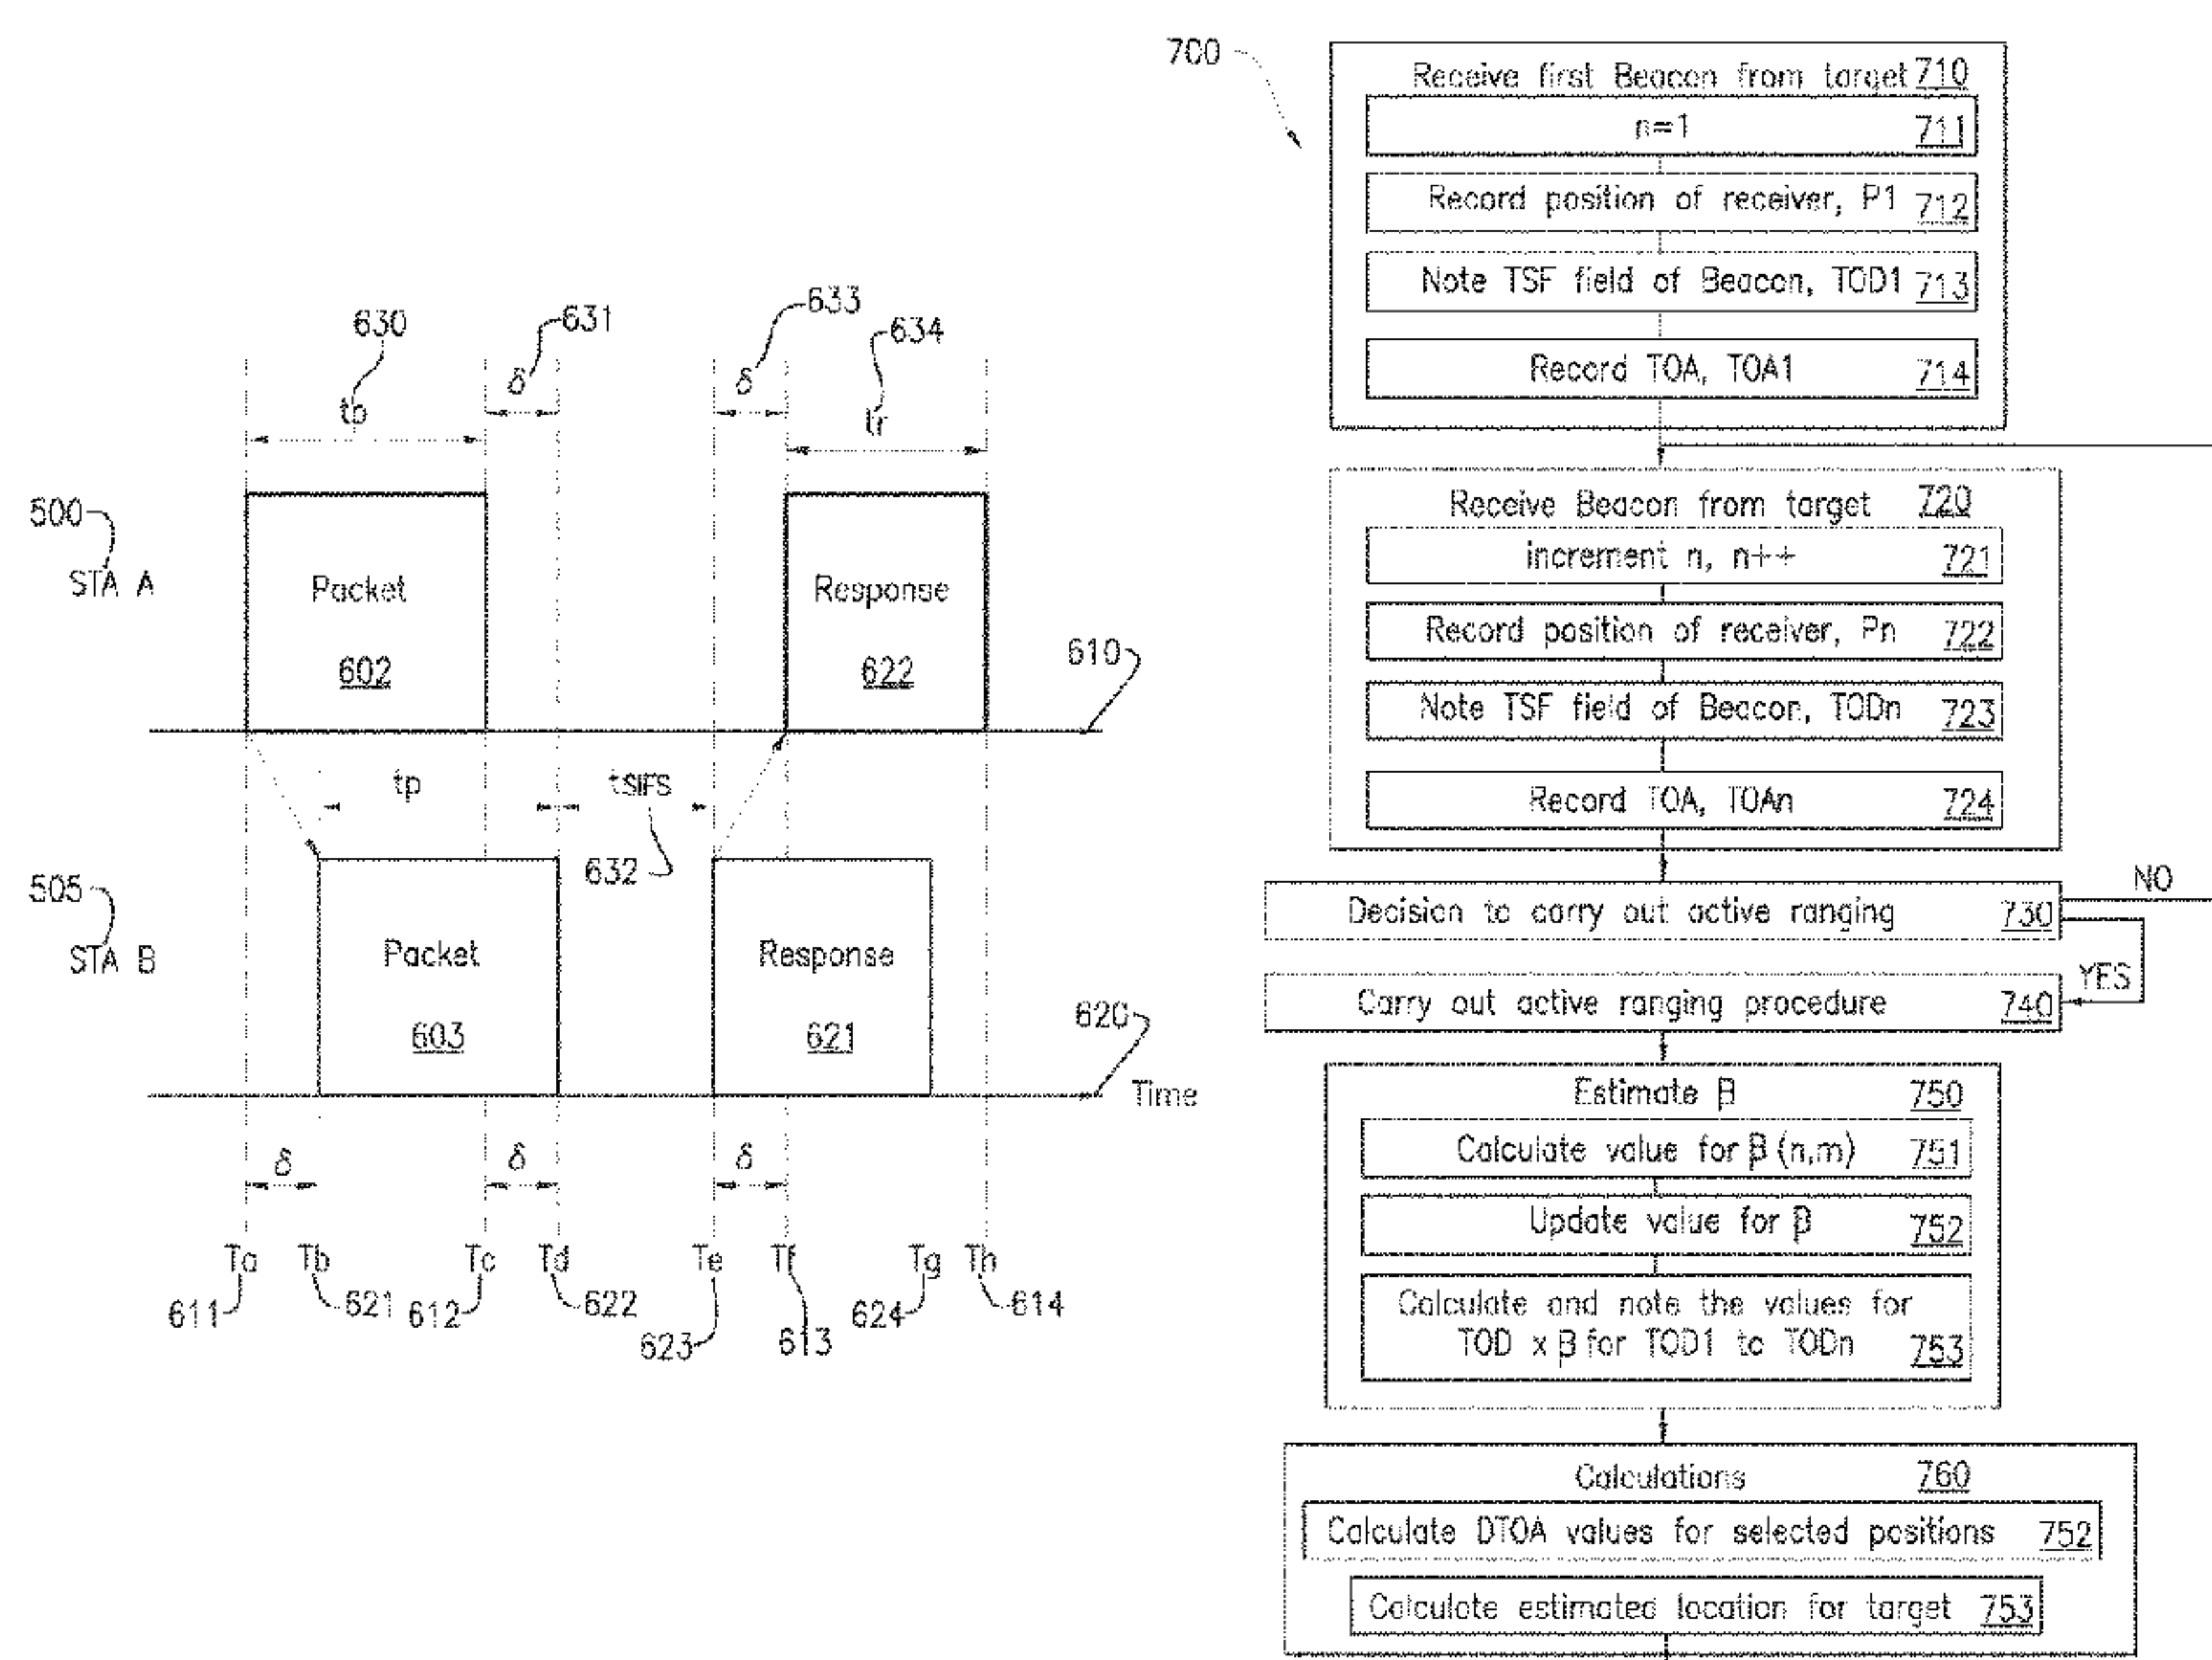 630
δ
631
633
δ
634
tp
tr
500
STA A
Packet
602
Response
622
610
tp
tSIFS
632
505
STA B
Packet
603
Response
621
620
Time
δ
δ
δ
Ta
Tb
Tc
Td
Te
Tf
Tg
Th
611
621
612
622
623
613
624
614
700
Receive first Beacon from target 710
n=1 711
Record position of receiver, P1 712
Note TSF field of Beacon, TOD1 713
Record TOA, TOA1 714
Receive Beacon from target 720
increment n, n++ 721
Record position of receiver, Pn 722
Note TSF field of Beacon, TODn 723
Record TOA, TOAn 724
Decision to carry out active ranging 730
NO
YES
Carry out active ranging procedure 740
Estimate β 750
Calculate value for β (n,m) 751
Update value for β 752
Calculate and note the values for
TOD x β for TOD1 to TODn 753
Calculations 760
Calculate DTOA values for selected positions 752
Calculate estimated location for target 753